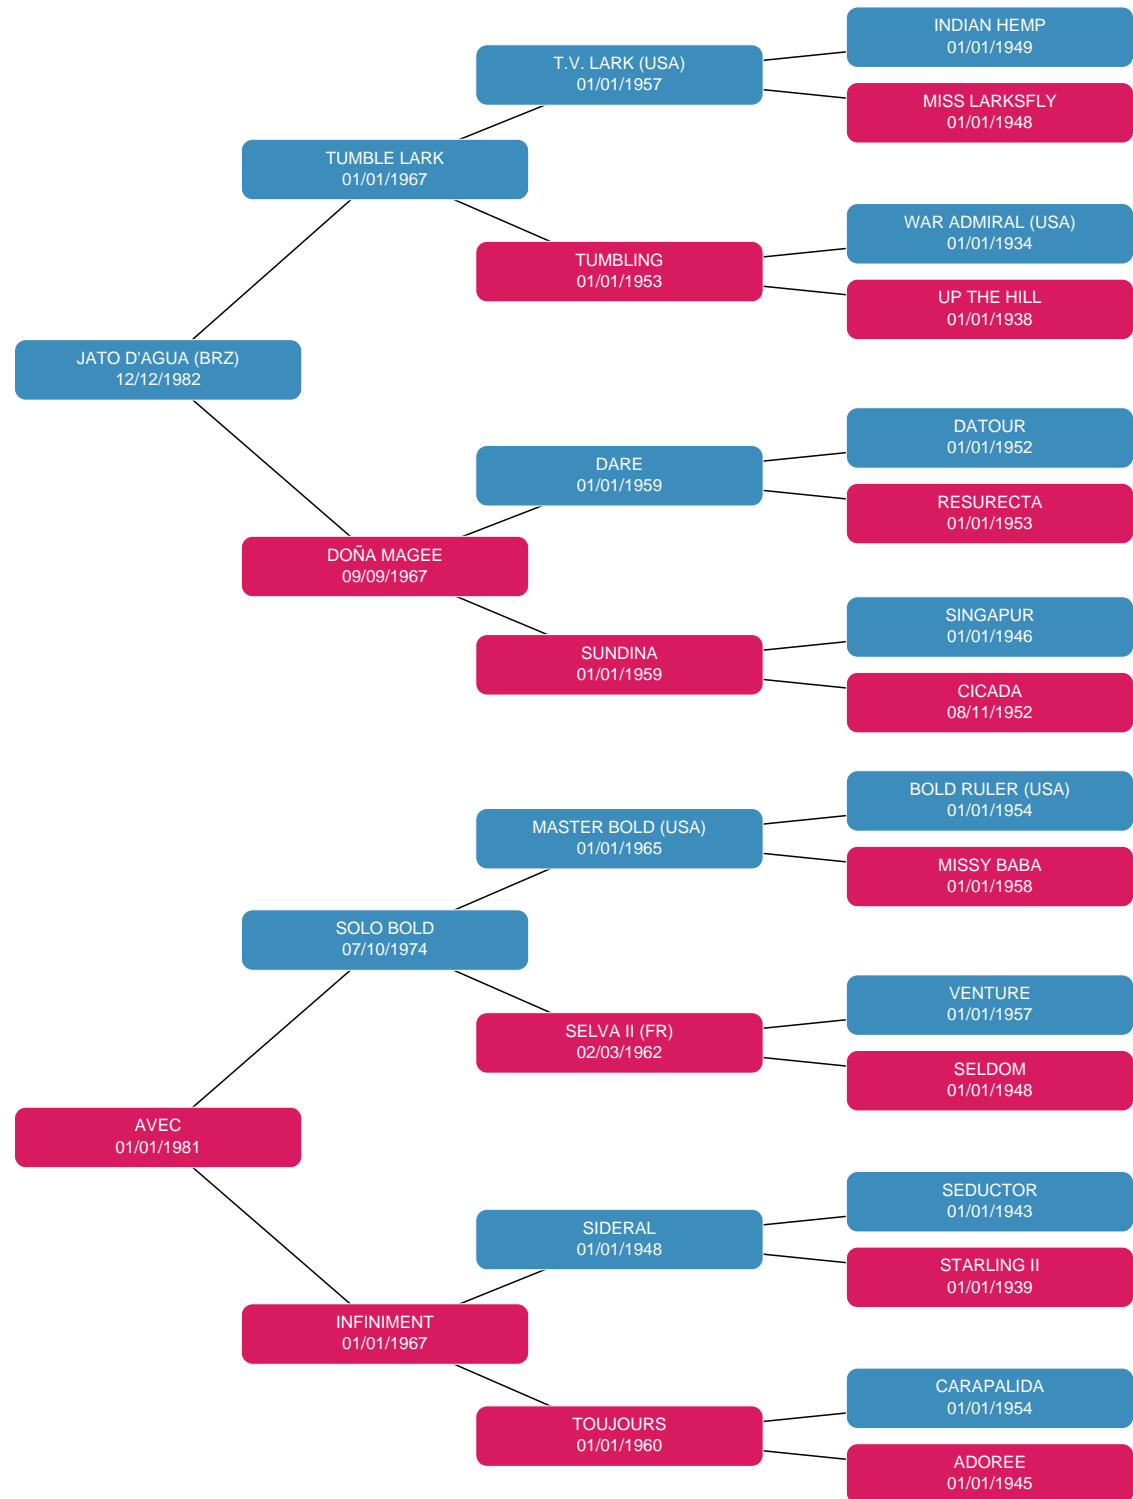 INDIAN HEMP
01/01/1949
T.V. LARK (USA)
01/01/1957
MISS LARKSFLY
01/01/1948
TUMBLE LARK
01/01/1967
WAR ADMIRAL (USA)
01/01/1934
TUMBLING
01/01/1953
UP THE HILL
01/01/1938
JATO D'AGUA (BRZ)
12/12/1982
DATOUR
01/01/1952
DARE
01/01/1959
RESURECTA
01/01/1953
DOÑA MAGEE
09/09/1967
SINGAPUR
01/01/1946
SUNDINA
01/01/1959
CICADA
08/11/1952
BOLD RULER (USA)
01/01/1954
MASTER BOLD (USA)
01/01/1965
MISSY BABA
01/01/1958
SOLO BOLD
07/10/1974
VENTURE
01/01/1957
SELVA II (FR)
02/03/1962
SELDOM
01/01/1948
AVEC
01/01/1981
SEDUCTOR
01/01/1943
SIDERAL
01/01/1948
STARLING II
01/01/1939
INFINIMENT
01/01/1967
CARAPALIDA
01/01/1954
TOUJOURS
01/01/1960
ADOREE
01/01/1945